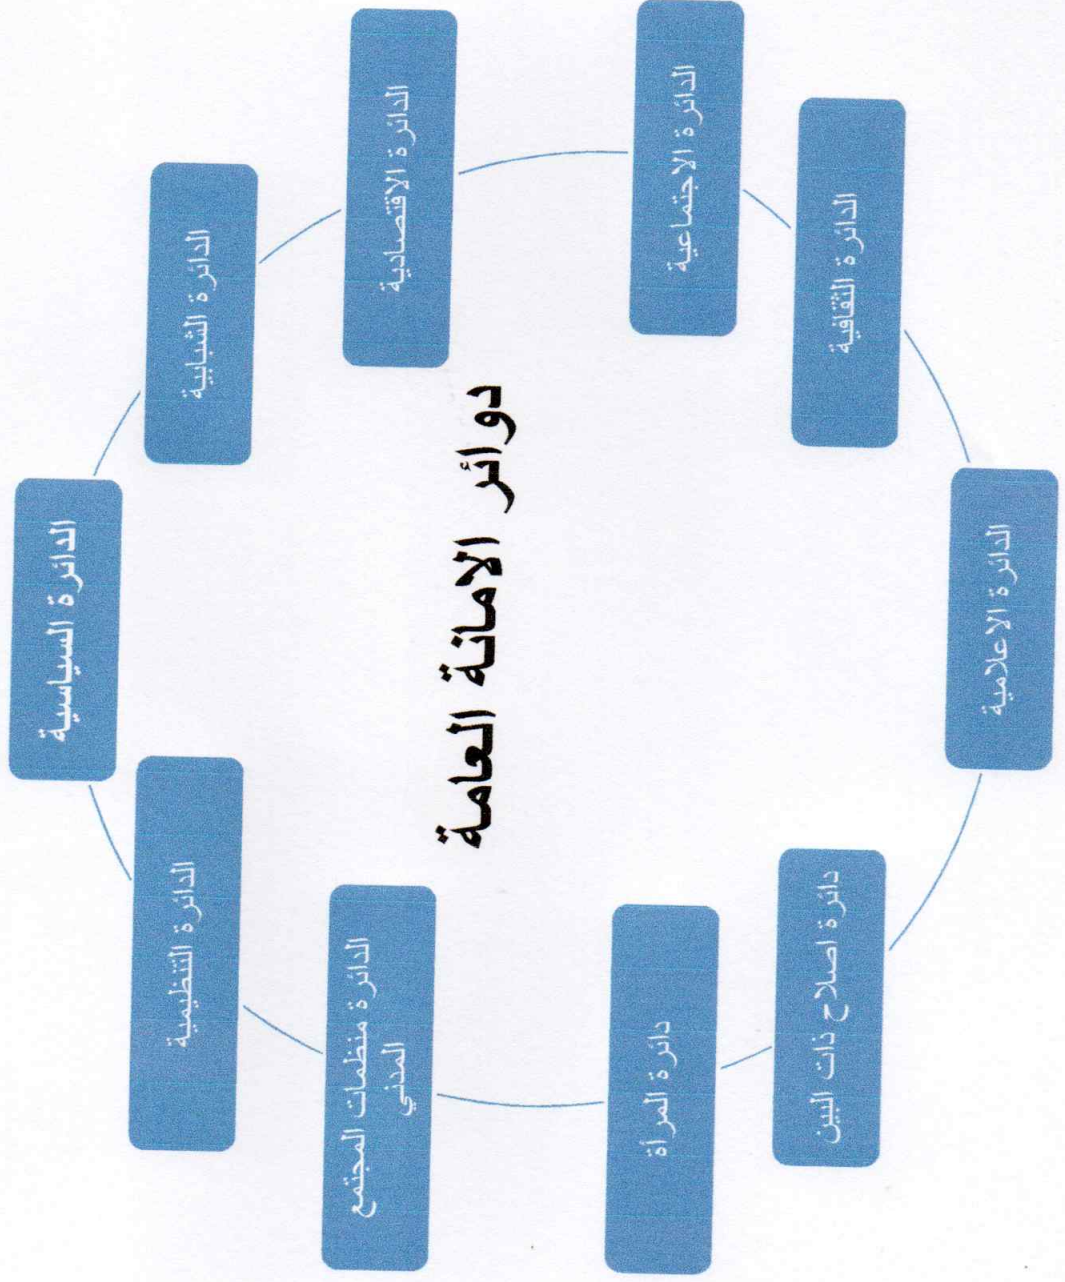 دوائر الامانة العامة
الدائرة السياسية
الدائرة الشبابية
الدائرة الاقتصادية
الدائرة الاجتماعية
الدائرة الثقافية
الدائرة الاعلامية
دائرة اصلاح ذات البين
دائرة المرأة
الدائرة منظمات المجتمع
المدني
الدائرة التنظيمية